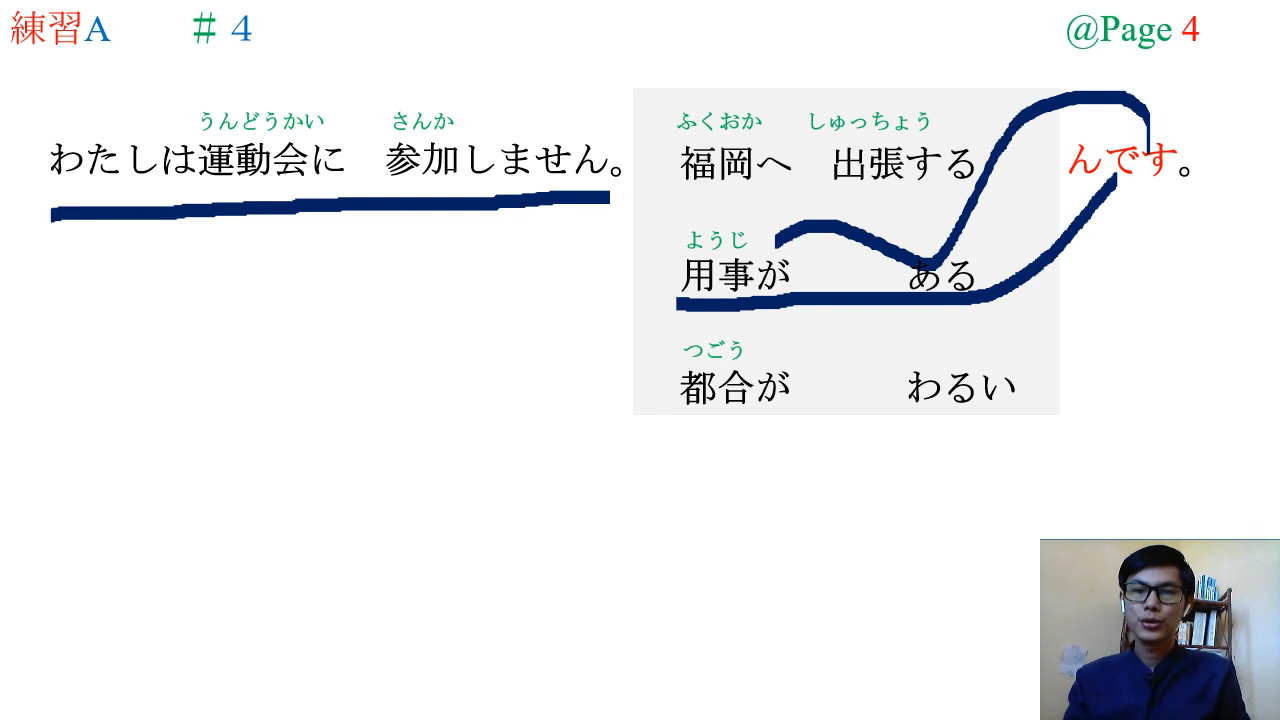 練習A # 4 @Page 4
うんどうかい さんか ふくおか しゅっちょう
わたしは運動会に 参加しません。 福岡へ 出張する んです。
ようじ
用事が ある
つごう
都合が わるい